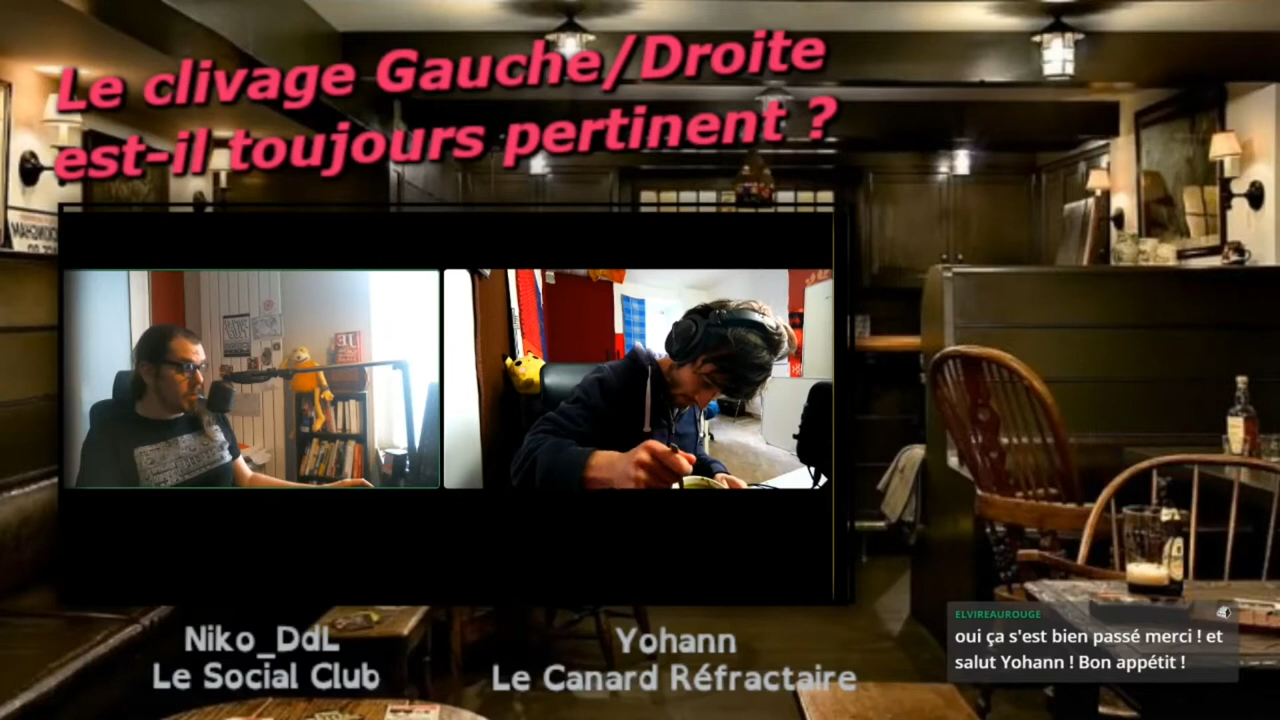 Le clivage Gauche/Droite
est-il toujours pertinent ?
JE
Niko_DdL
Le Social Club
Yohann
Le Canard Réfractaire
ELVIREAUROUGE
oui ça s'est bien passé merci ! et
salut Yohann ! Bon appétit !